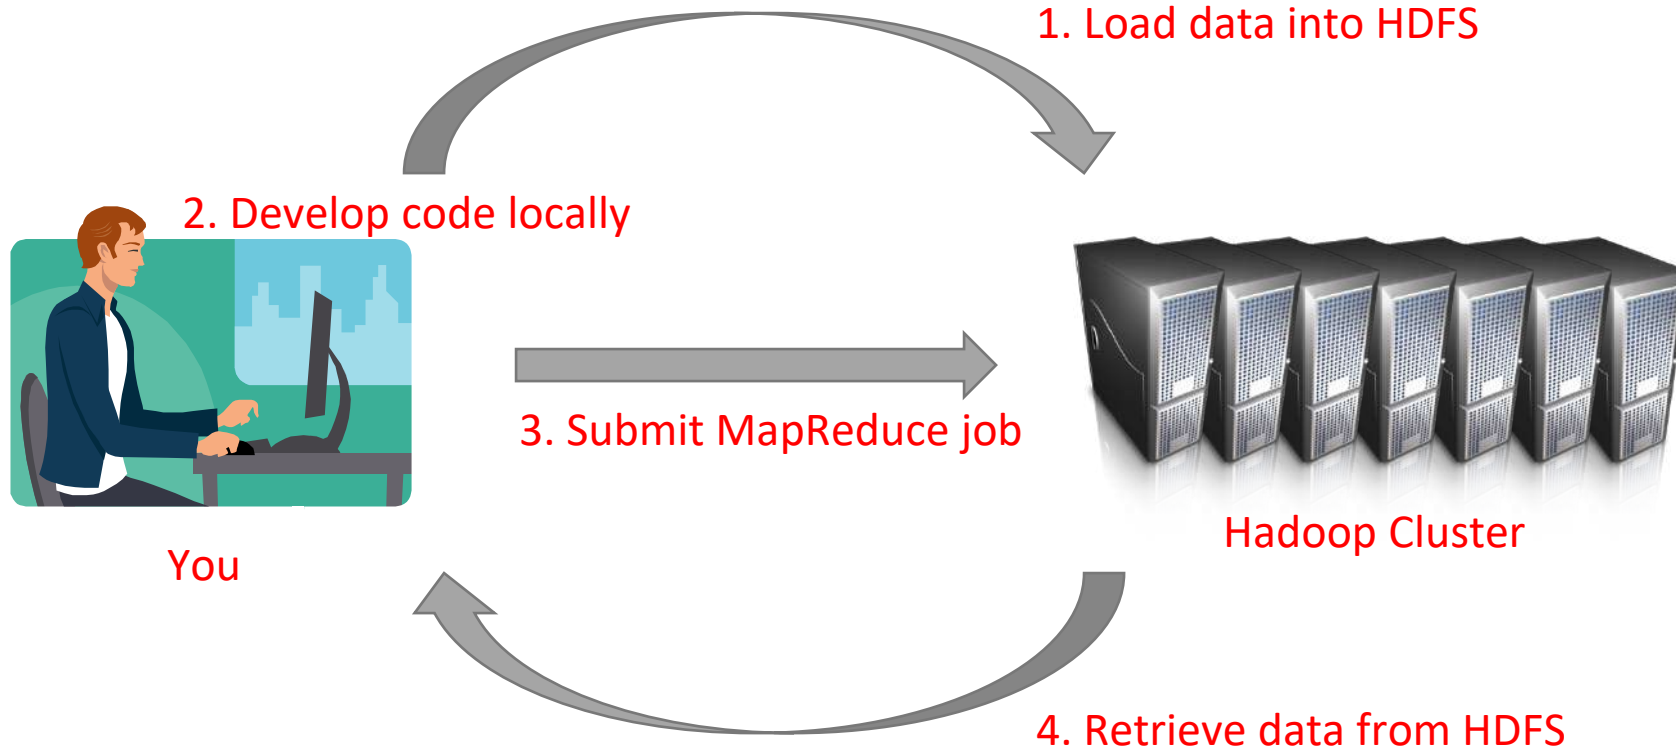 1. Load data into HDFS
2. Develop code locally
3. Submit MapReduce job
Hadoop Cluster
You
4. Retrieve data from HDFS